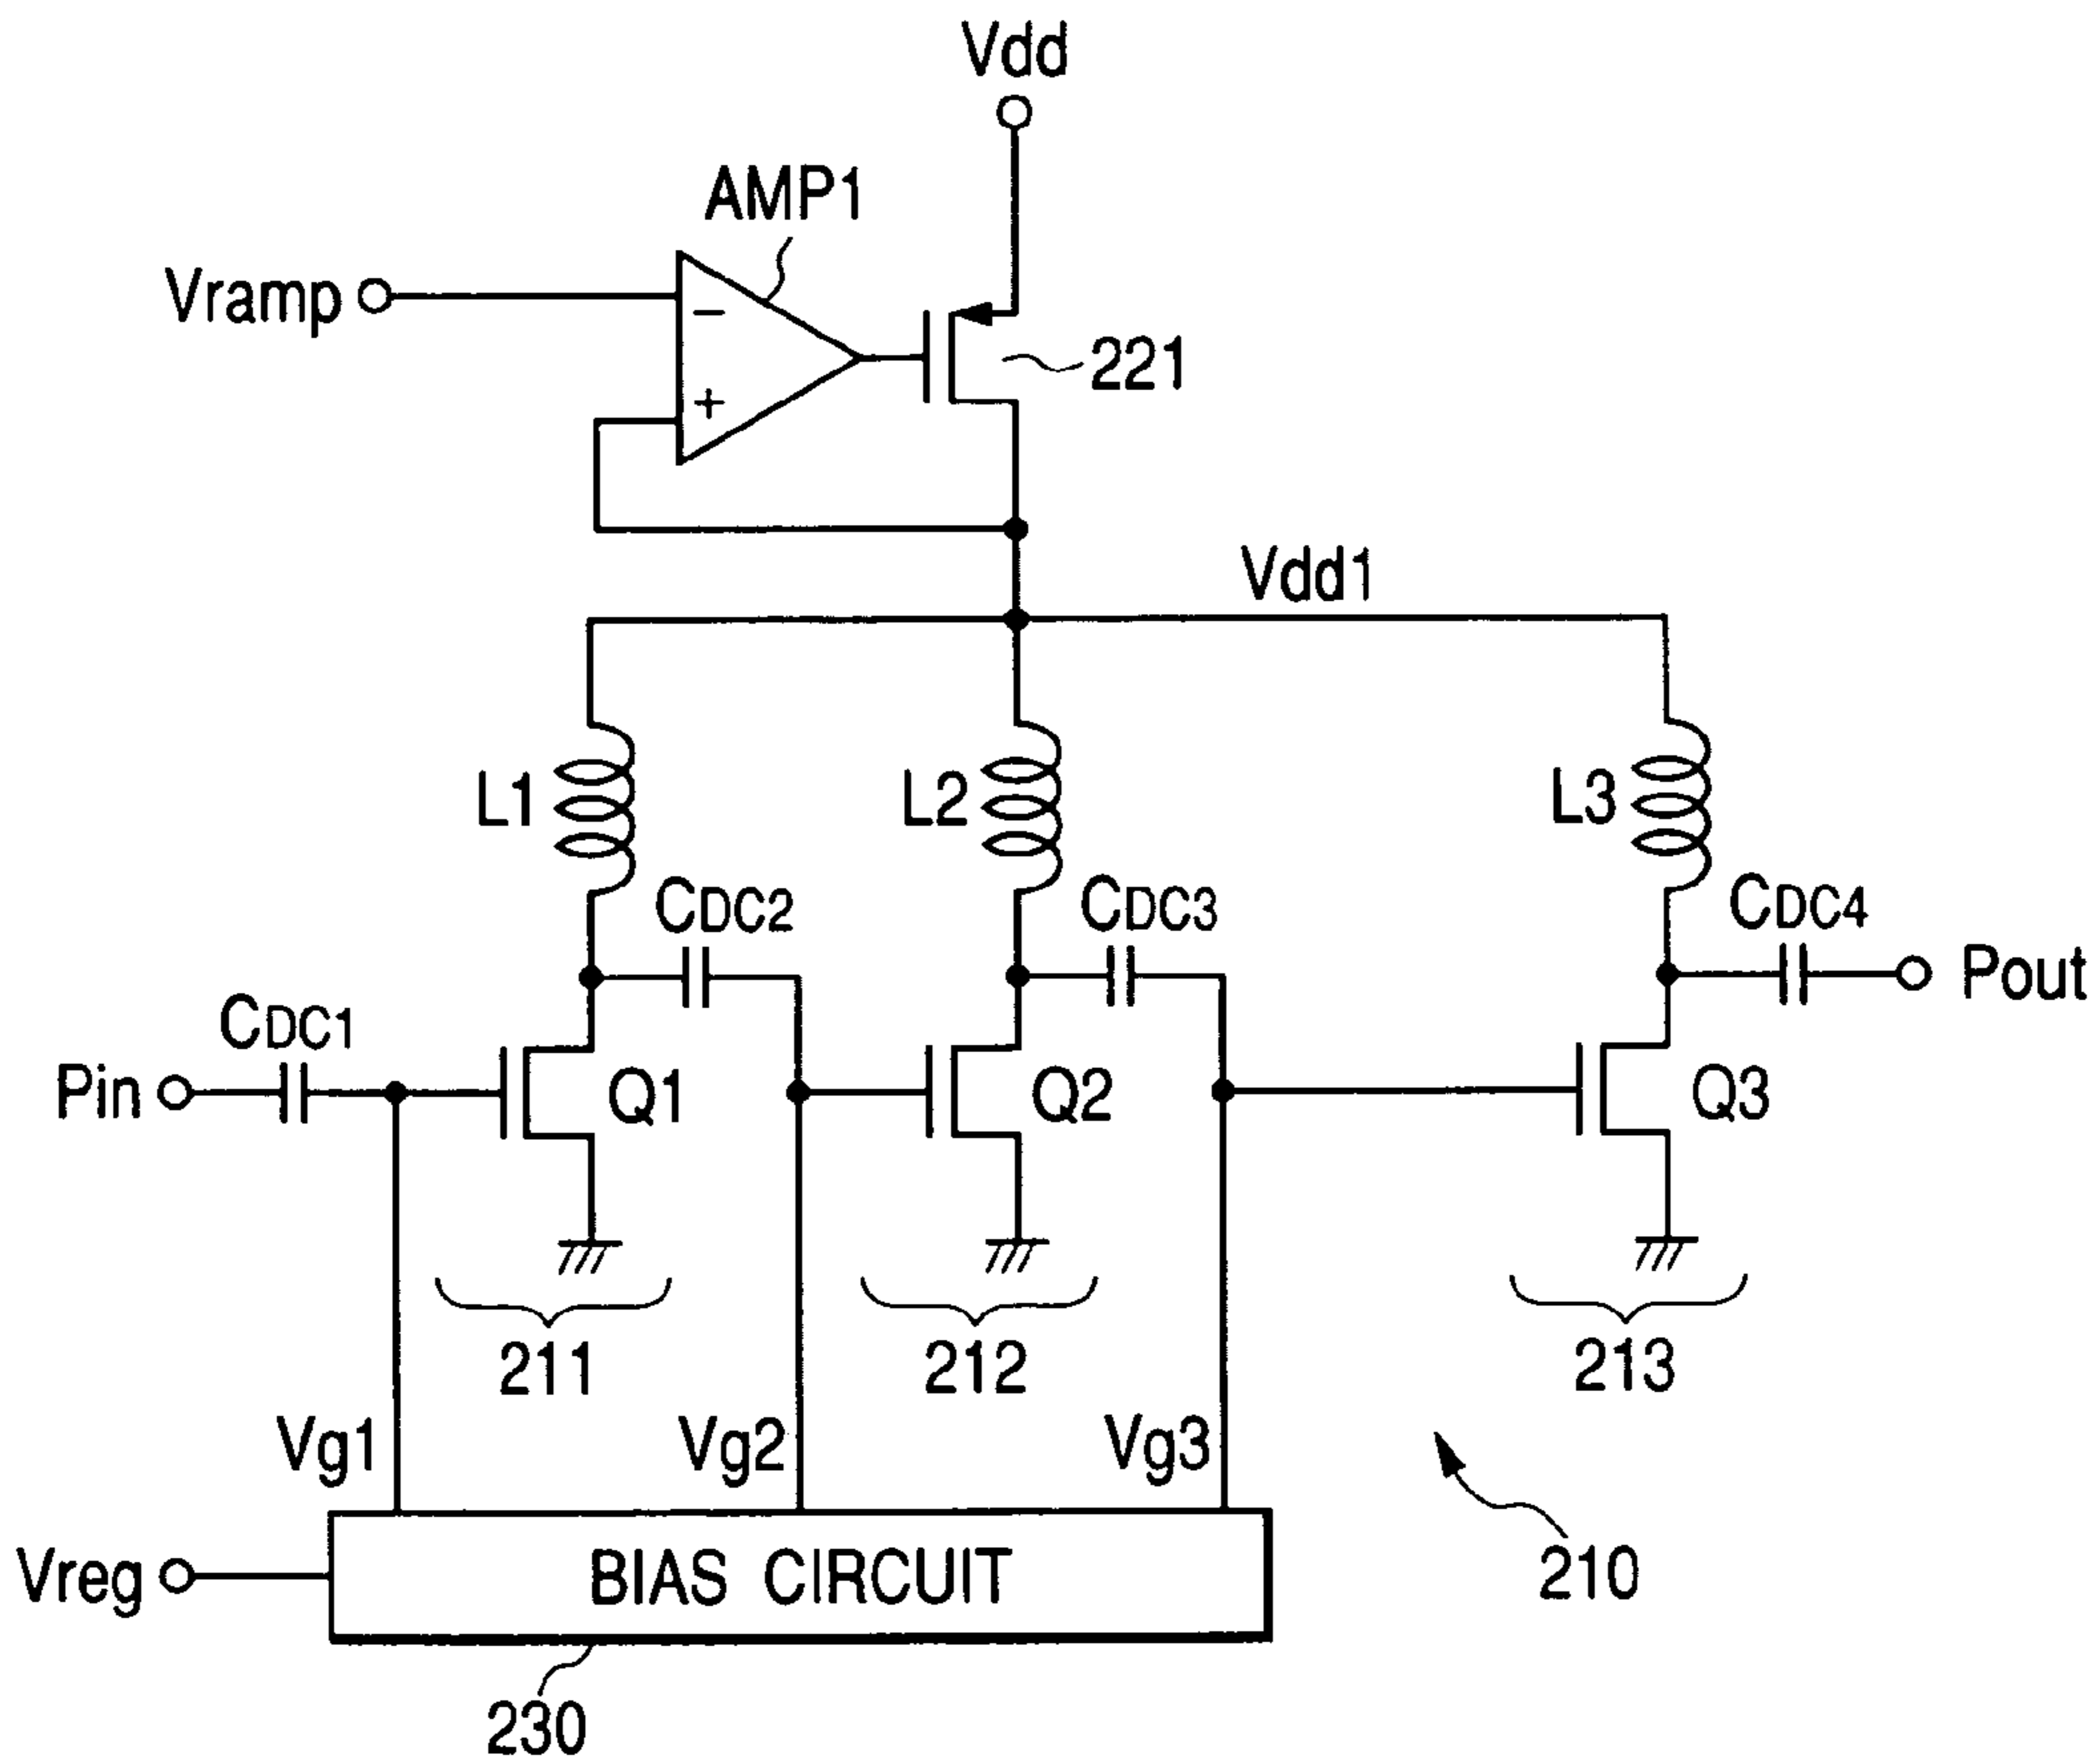 Vdd
AMP1
Vramp
−
+
221
Vdd1
L1
L2
L3
CDC2
CDC3
CDC4
Pout
CDC1
Pin
Q1
Q2
Q3
211
212
213
Vg1
Vg2
Vg3
Vreg
BIAS CIRCUIT
210
230